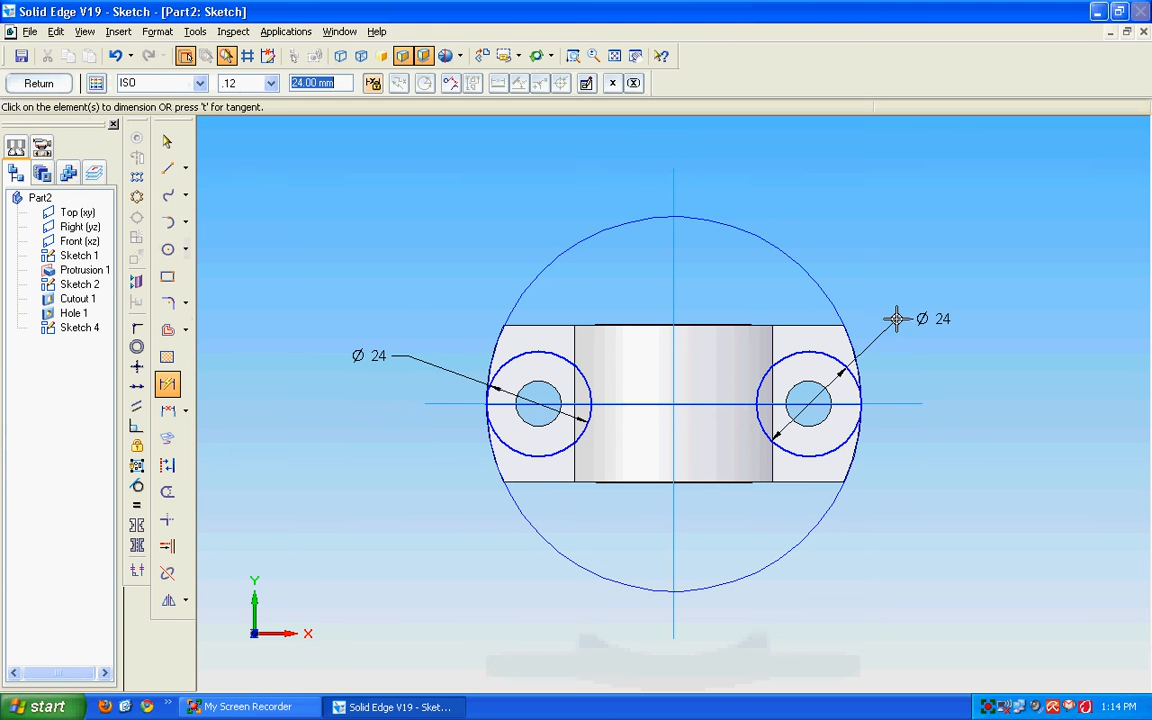 Solid Edge V19 - Sketch - [Part2: Sketch]
File Edit View Insert Format Tools Inspect Applications Window Help
Return ISO .12 24.00 mm
Click on the element(s) to dimension OR press 't' for tangent.
Part2
Top (xy)
Right (yz)
Front (xz)
Sketch 1
Protrusion 1
Sketch 2
Cutout 1
Hole 1
Sketch 4
Ø 24
Ø 24
Y
X
start My Screen Recorder Solid Edge V19 - Sket... 1:14 PM